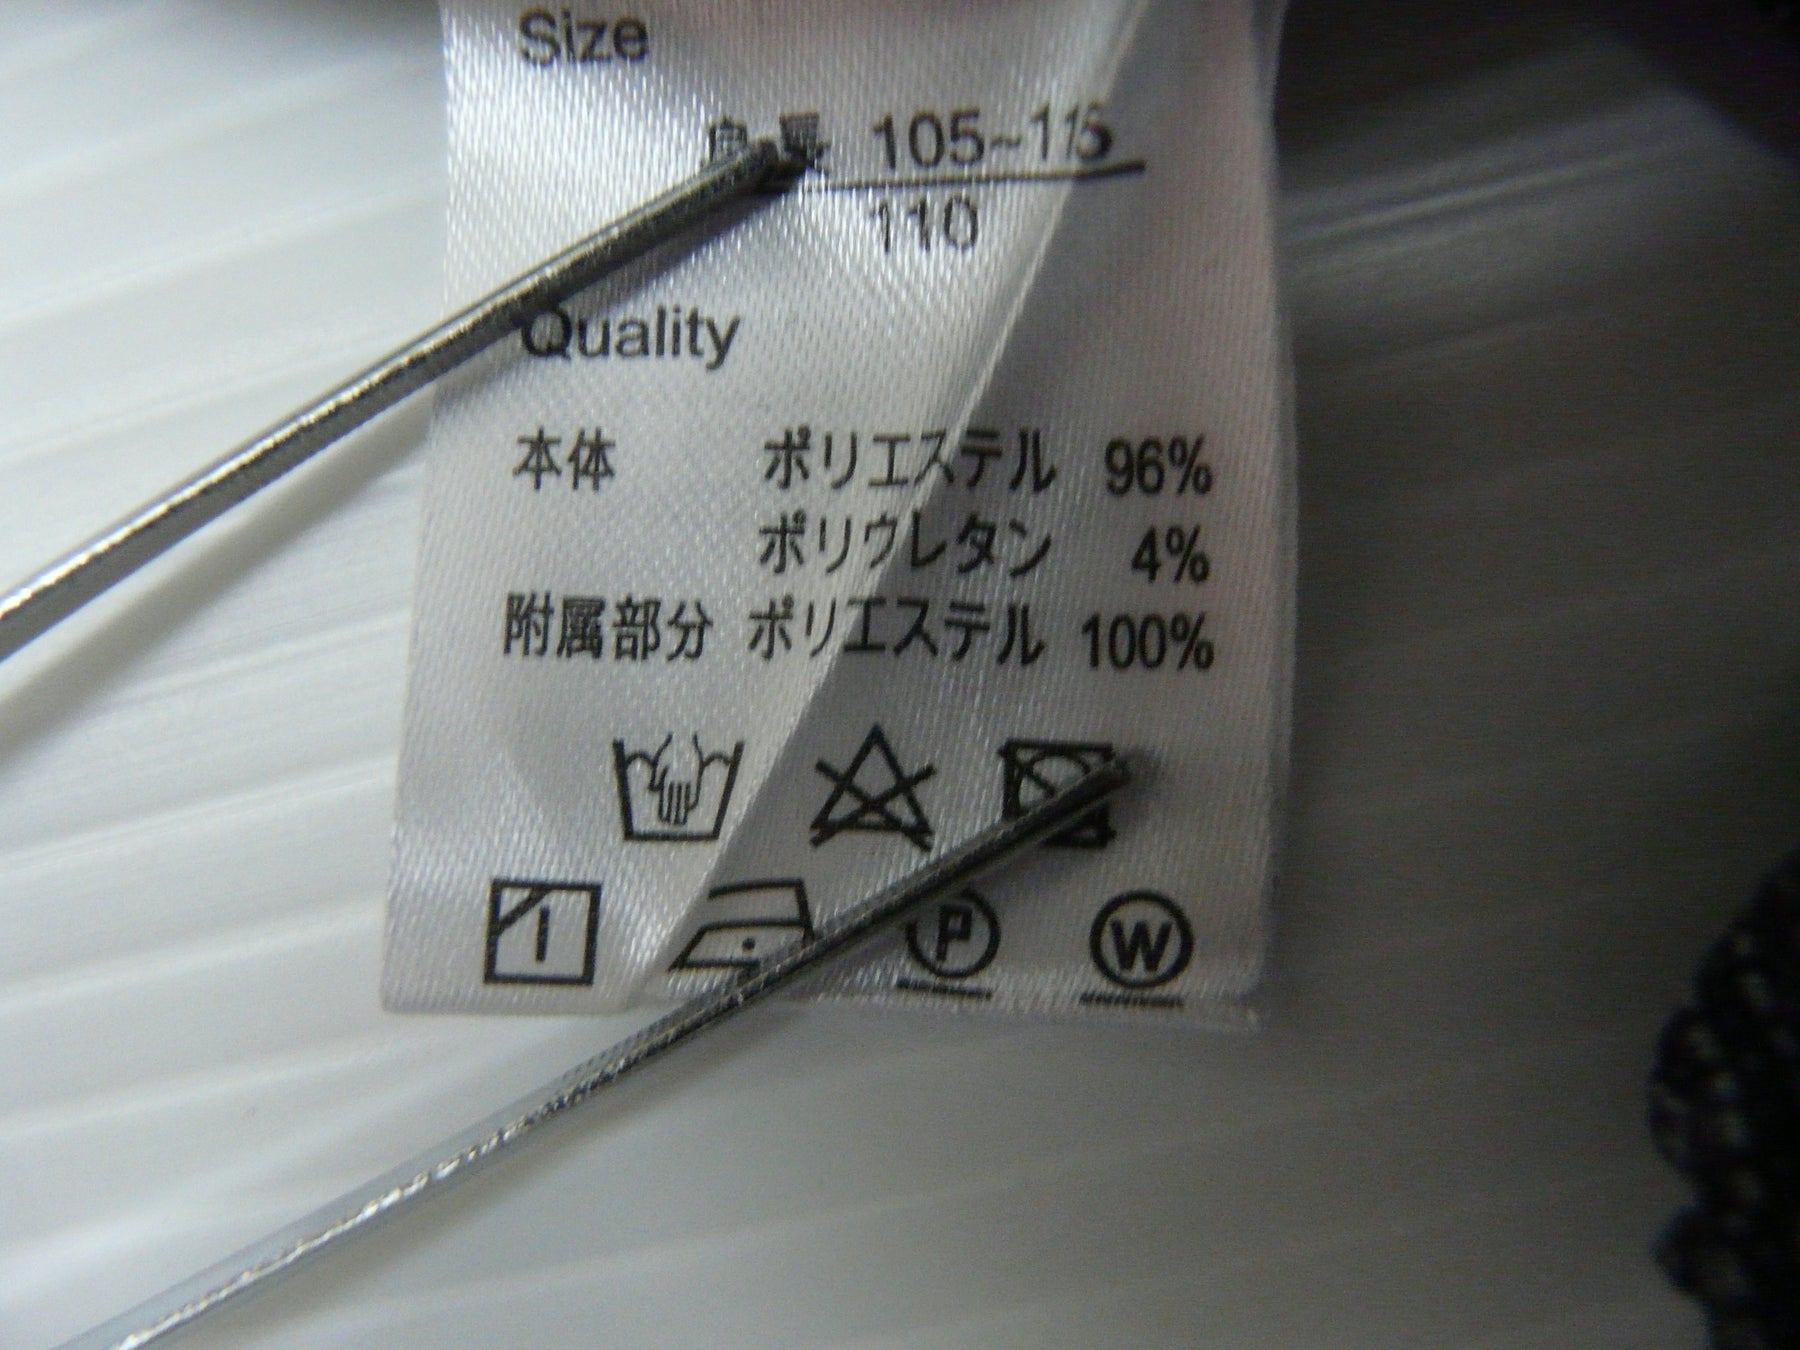 Size
身長 105~115
110
Quality
本体 ポリエステル 96%
ポリウレタン 4%
附属部分 ポリエステル 100%
P W